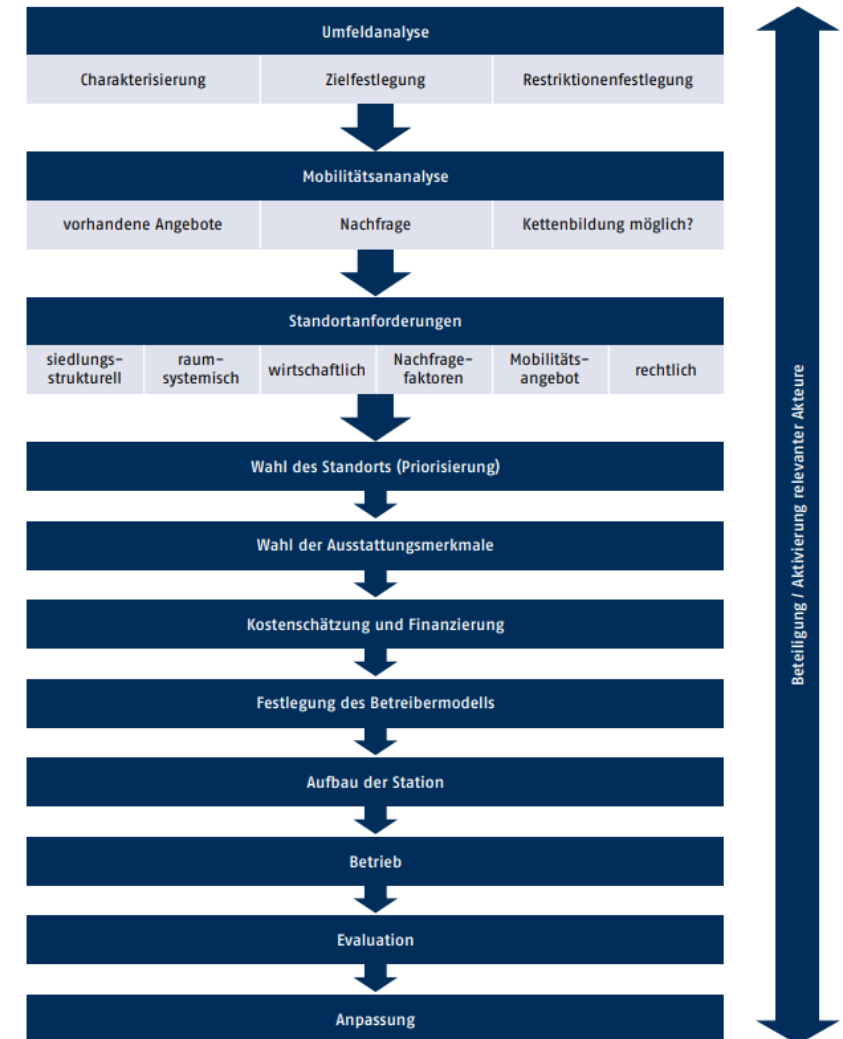 Umfeldanalyse
Charakterisierung
Zielfestlegung
Restriktionenfestlegung
Mobilitätsananalyse
vorhandene Angebote
Nachfrage
Kettenbildung möglich?
Standortanforderungen
siedlungs-
strukturell
raum-
systemisch
wirtschaftlich
Nachfrage-
faktoren
Mobilitäts-
angebot
rechtlich
Wahl des Standorts (Priorisierung)
Wahl der Ausstattungsmerkmale
Kostenschätzung und Finanzierung
Festlegung des Betreibermodells
Aufbau der Station
Betrieb
Evaluation
Anpassung
Beteiligung / Aktivierung relevanter Akteure